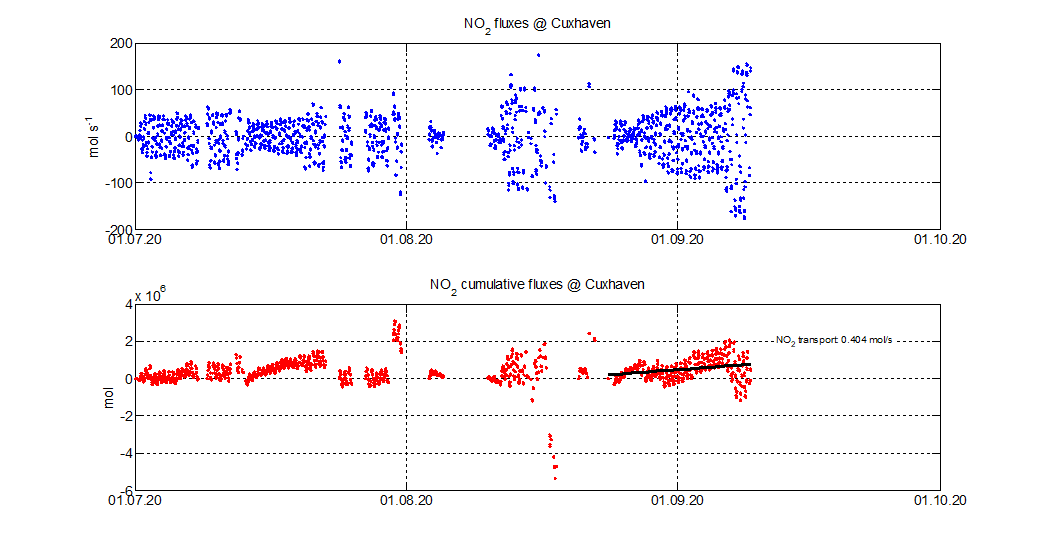 NO2 fluxes @ Cuxhaven
200
100
0
-100
-200
mol s-1
01.07.20 01.08.20 01.09.20 01.10.20
NO2 cumulative fluxes @ Cuxhaven
x 10^6
4
2
0
-2
-4
-6
mol
NO2 transport: 0.404 mol/s
01.07.20 01.08.20 01.09.20 01.10.20